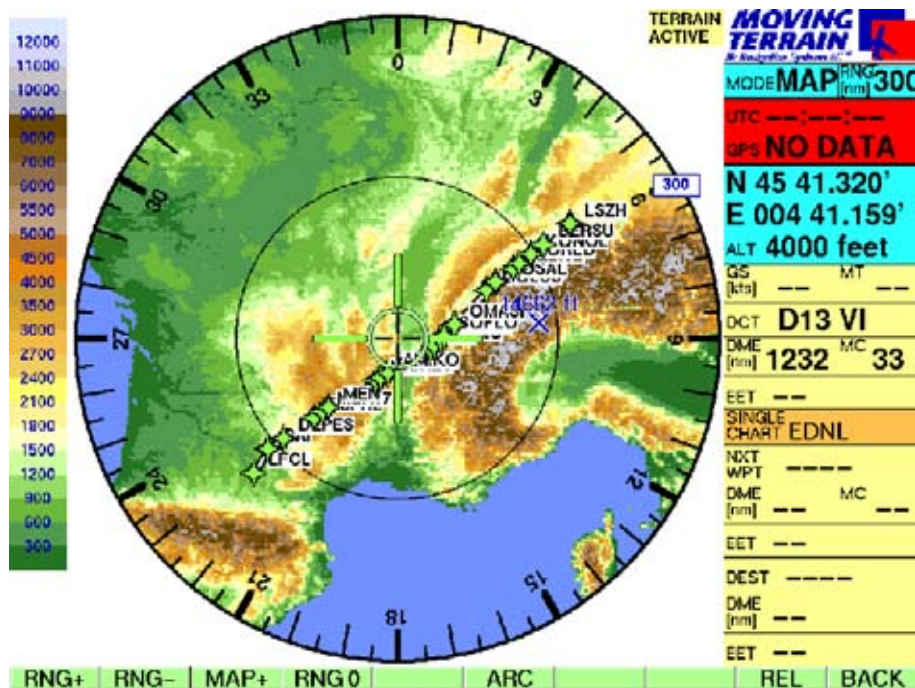 TERRAIN
ACTIVE
MOVING
TERRAIN
MODE MAP RNG [nm] 300
UTC --:--:--
GPS NO DATA
N 45 41.320'
E 004 41.159'
ALT 4000 feet
GS [kts] -- MT --
DCT D13 VI
DME [nm] 1232 MC 33
EET --
SINGLE CHART EDNL
NXT WPT ----
DME [nm] -- MC --
EET --
DEST ----
DME [nm] --
EET --
12000
11000
10000
9000
8000
7000
6000
5500
5000
4500
4000
3500
3000
2700
2400
2100
1800
1500
1200
900
600
300
0
3
6
9
12
15
18
21
24
27
30
33
300
LSZH
BERSU
OMASI
LFCL
RNG+ RNG- MAP+ RNG 0 ARC REL BACK